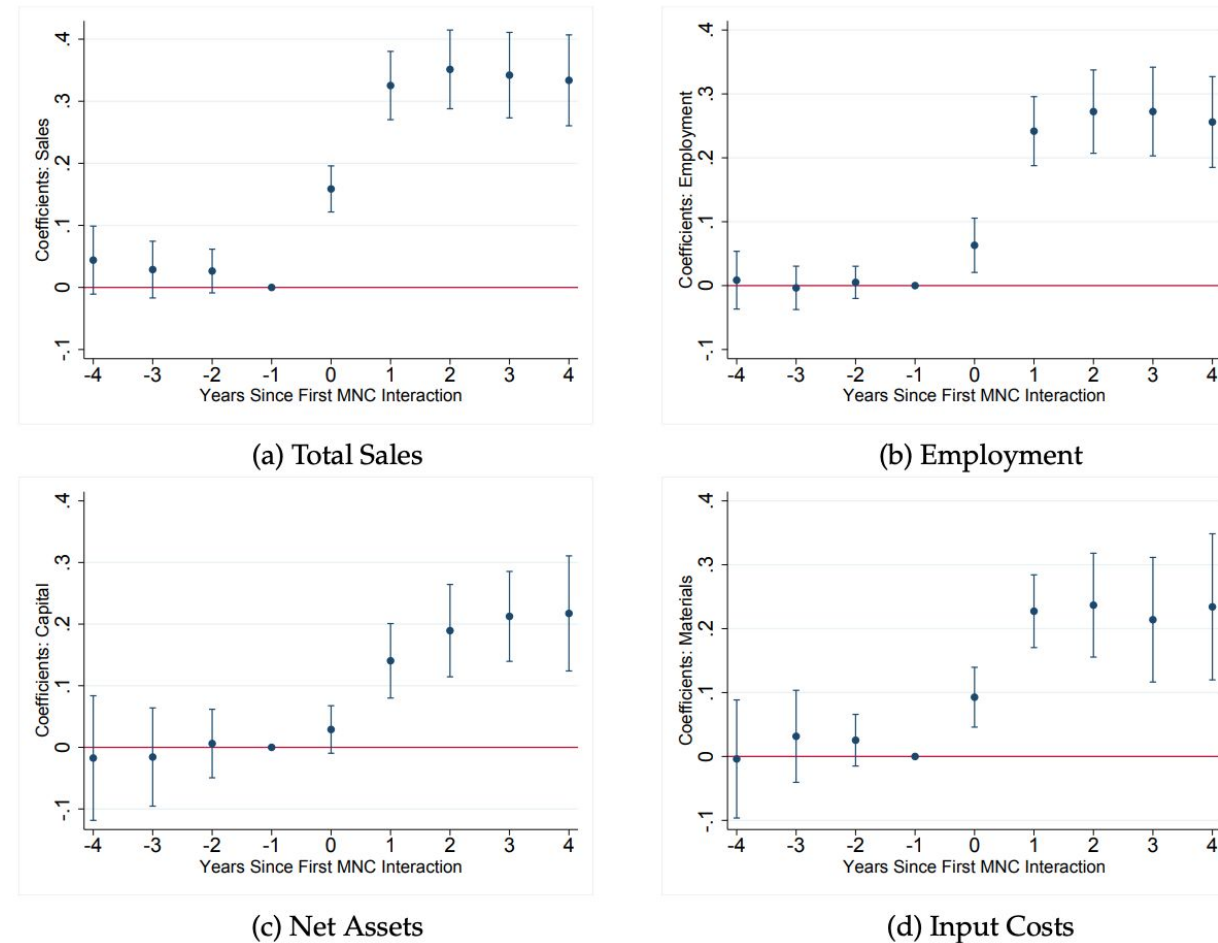 Coefficients: Sales
.4
.3
.2
.1
0
-.1
-4 -3 -2 -1 0 1 2 3 4
Years Since First MNC Interaction
(a) Total Sales
Coefficients: Employment
.4
.3
.2
.1
0
-.1
-4 -3 -2 -1 0 1 2 3 4
Years Since First MNC Interaction
(b) Employment
Coefficients: Capital
.4
.3
.2
.1
0
-.1
-4 -3 -2 -1 0 1 2 3 4
Years Since First MNC Interaction
(c) Net Assets
Coefficients: Materials
.4
.3
.2
.1
0
-.1
-4 -3 -2 -1 0 1 2 3 4
Years Since First MNC Interaction
(d) Input Costs